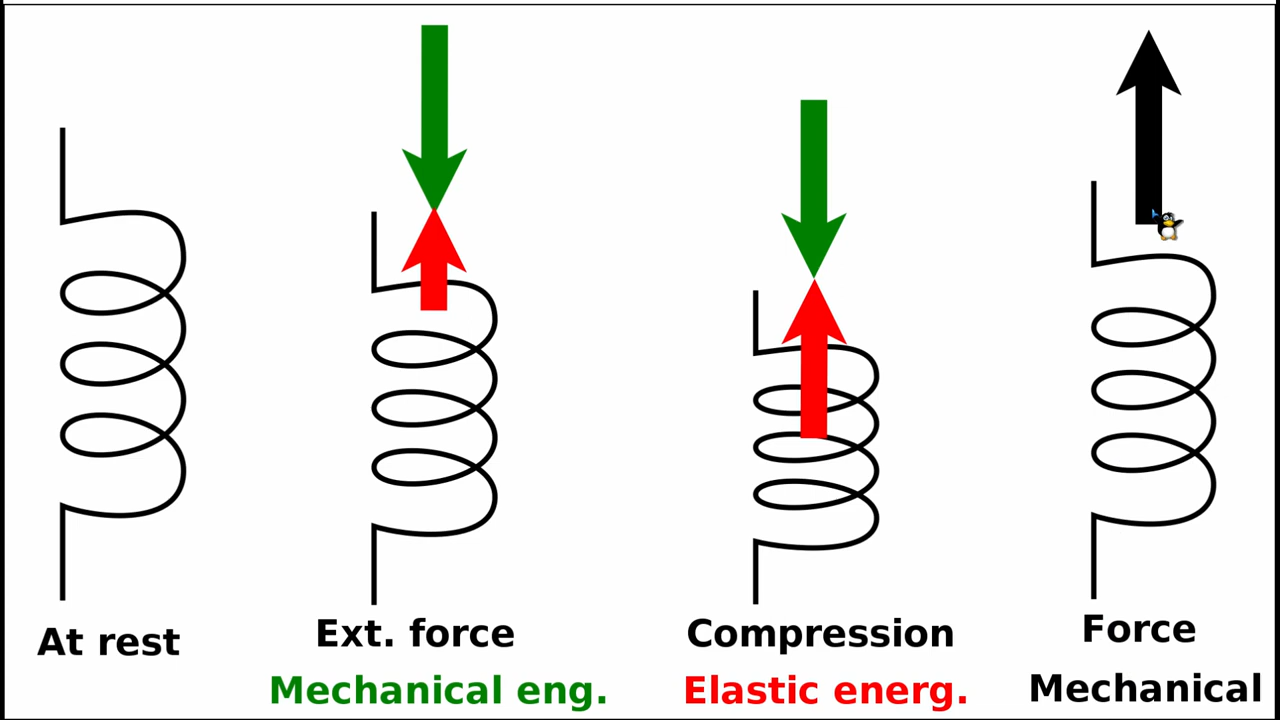 At rest
Ext. force
Mechanical eng.
Compression
Elastic energ.
Force
Mechanical